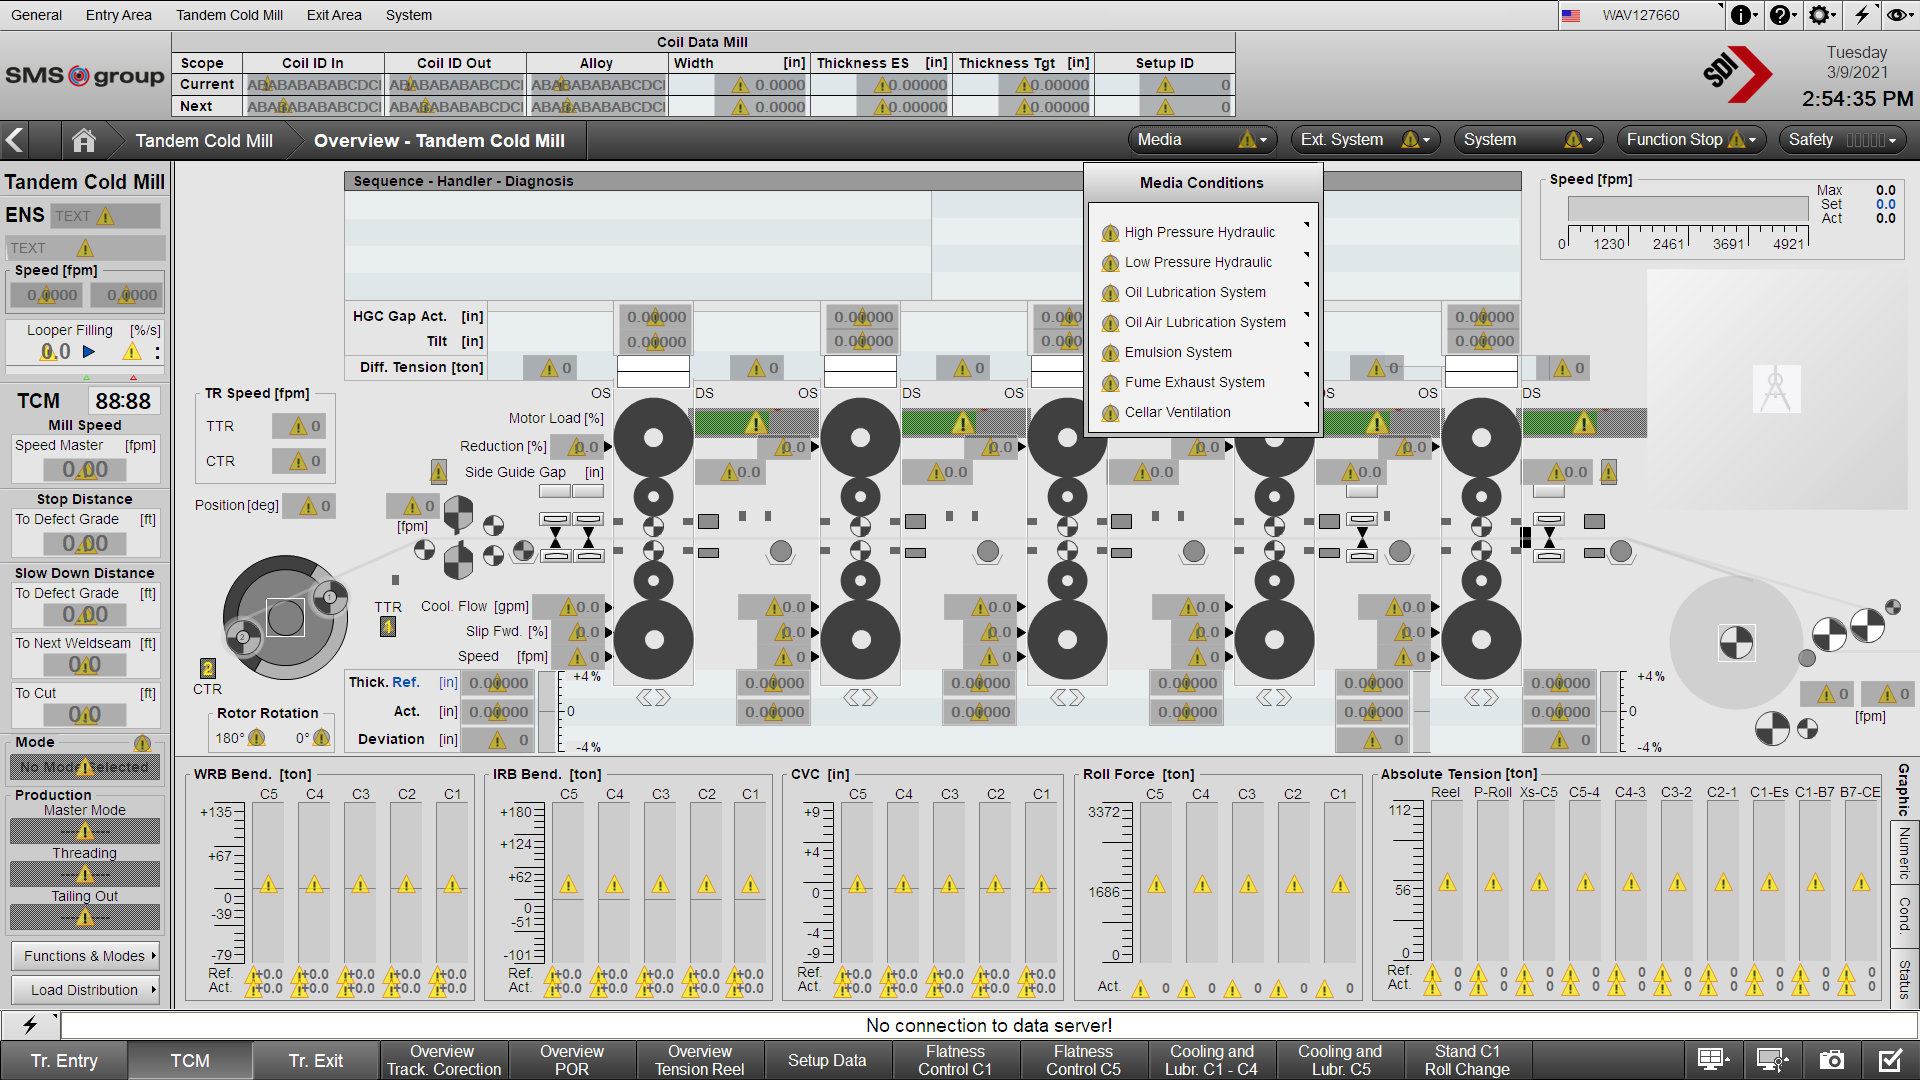 General Entry Area Tandem Cold Mill Exit Area System
WAV127660
SMS group
Coil Data Mill
Scope Coil ID In Coil ID Out Alloy Width [in] Thickness ES [in] Thickness Tgt [in] Setup ID
Current 0.0000 0.00000 0.00000 0
Next 0.0000 0.00000 0.00000 0
SDI
Tuesday
3/9/2021
2:54:35 PM
Tandem Cold Mill Overview - Tandem Cold Mill
Media Ext. System System Function Stop Safety
Tandem Cold Mill
ENS TEXT
TEXT
Speed [fpm]
0.0000 0.0000
Looper Filling [%/s]
0.0 :
TCM 88:88
Mill Speed
Speed Master [fpm]
0.00
Stop Distance
To Defect Grade [ft]
0.00
Slow Down Distance
To Defect Grade [ft]
0.00
To Next Weldseam [ft]
0.0
To Cut [ft]
0.0
Mode
No Mode Selected
Production
Master Mode
Threading
Tailing Out
Functions & Modes
Load Distribution
Sequence - Handler - Diagnosis
Media Conditions
High Pressure Hydraulic
Low Pressure Hydraulic
Oil Lubrication System
Oil Air Lubrication System
Emulsion System
Fume Exhaust System
Cellar Ventilation
Speed [fpm]
Max 0.0
Set 0.0
Act 0.0
0 1230 2461 3691 4921
HGC Gap Act. [in] 0.00000 0.00000 0.00000
Tilt [in] 0.00000 0.00000 0.00000
Diff. Tension [ton] 0 0 0 0 0
OS DS OS DS OS DS OS DS
TR Speed [fpm]
TTR 0
CTR 0
Position [deg] 0
0
[fpm]
Motor Load [%]
Reduction [%] 0.0 0.0 0.0 0.0 0.0
Side Guide Gap [in] 0.0 0.0 0.0 0.0 0.0
1
2
TTR
1
2
CTR
Cool. Flow [gpm] 0.0 0.0 0.0 0.0 0.0
Slip Fwd. [%] 0.0 0.0 0.0 0.0 0.0
Speed [fpm] 0 0 0 0 0
Rotor Rotation
180° 0°
Thick. Ref. [in] 0.00000 +4 % 0.00000 0.00000 0.00000 0.00000 0.00000 +4 %
Act. [in] 0.00000 0 0.00000 0.00000 0.00000 0.00000 0.00000 0
Deviation [in] 0 -4 % 0 0 -4 %
0 0
[fpm]
WRB Bend. [ton]
C5 C4 C3 C2 C1
+135
+67
0
-39
-79
Ref. +0.0 +0.0 +0.0 +0.0 +0.0
Act. +0.0 +0.0 +0.0 +0.0 +0.0
IRB Bend. [ton]
C5 C4 C3 C2 C1
+180
+124
+62
0
-51
-101
Ref. +0.0 +0.0 +0.0 +0.0 +0.0
Act. +0.0 +0.0 +0.0 +0.0 +0.0
CVC [in]
C5 C4 C3 C2 C1
+9
+4
0
-4
-9
Ref. +0.0 +0.0 +0.0 +0.0 +0.0
Act. +0.0 +0.0 +0.0 +0.0 +0.0
Roll Force [ton]
C5 C4 C3 C2 C1
3372
1686
0
Act. 0 0 0 0 0
Absolute Tension [ton]
Reel P-Roll Xs-C5 C5-4 C4-3 C3-2 C2-1 C1-Es C1-B7 B7-CE
112
56
0
Ref. 0 0 0 0 0 0 0 0 0 0
Act. 0 0 0 0 0 0 0 0 0 0
Graphic
Numeric
Cond.
Status
No connection to data server!
Tr. Entry
TCM
Tr. Exit
Overview
Track. Corection
Overview
POR
Overview
Tension Reel
Setup Data
Flatness
Control C1
Flatness
Control C5
Cooling and
Lubr. C1 - C4
Cooling and
Lubr. C5
Stand C1
Roll Change